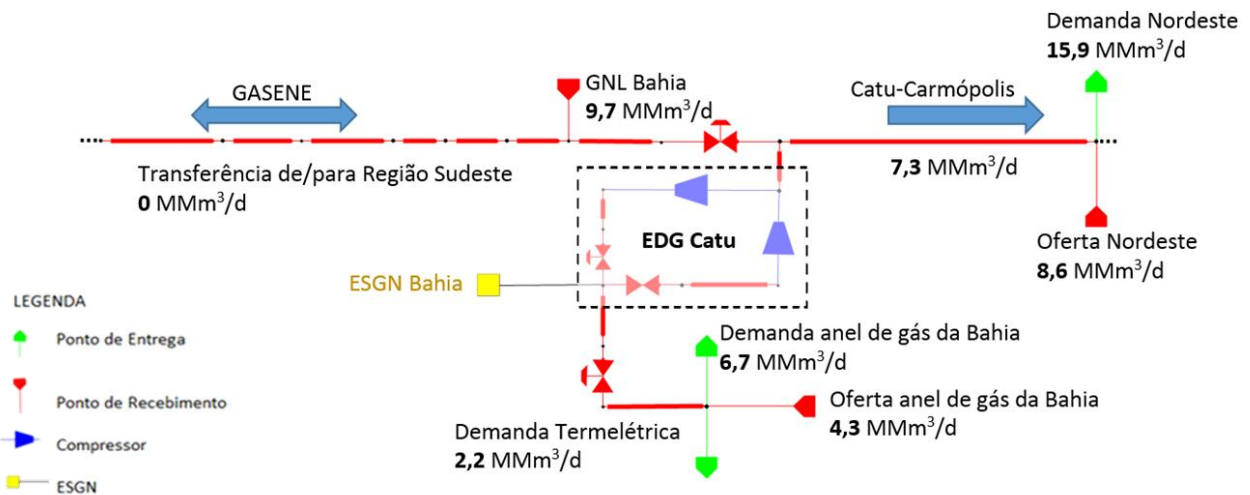 Demanda Nordeste
15,9 MMm³/d
GASENE
GNL Bahia
9,7 MMm³/d
Catu-Carmópolis
Transferência de/para Região Sudeste
0 MMm³/d
7,3 MMm³/d
EDG Catu
Oferta Nordeste
8,6 MMm³/d
ESGN Bahia
LEGENDA
Ponto de Entrega
Ponto de Recebimento
Compressor
ESGN
Demanda anel de gás da Bahia
6,7 MMm³/d
Oferta anel de gás da Bahia
4,3 MMm³/d
Demanda Termelétrica
2,2 MMm³/d